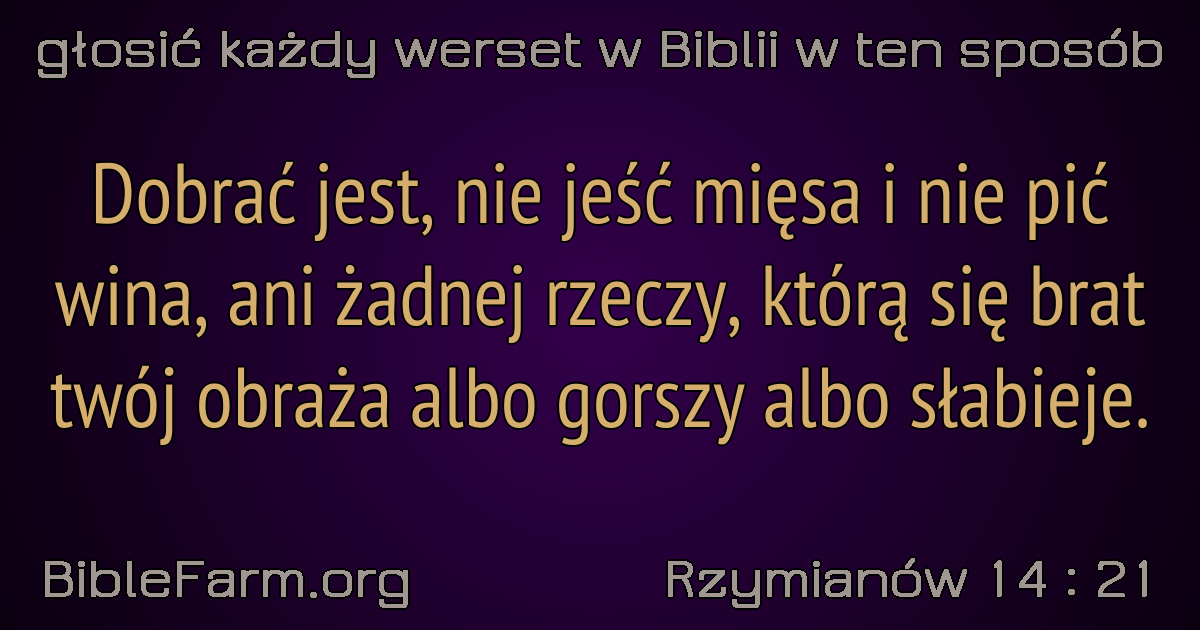 głosić każdy werset w Biblii w ten sposób
Dobrać jest, nie jeść mięsa i nie pić
wina, ani żadnej rzeczy, którą się brat
twój obraża albo gorszy albo słabieje.
BibleFarm.org
Rzymianów 14 : 21